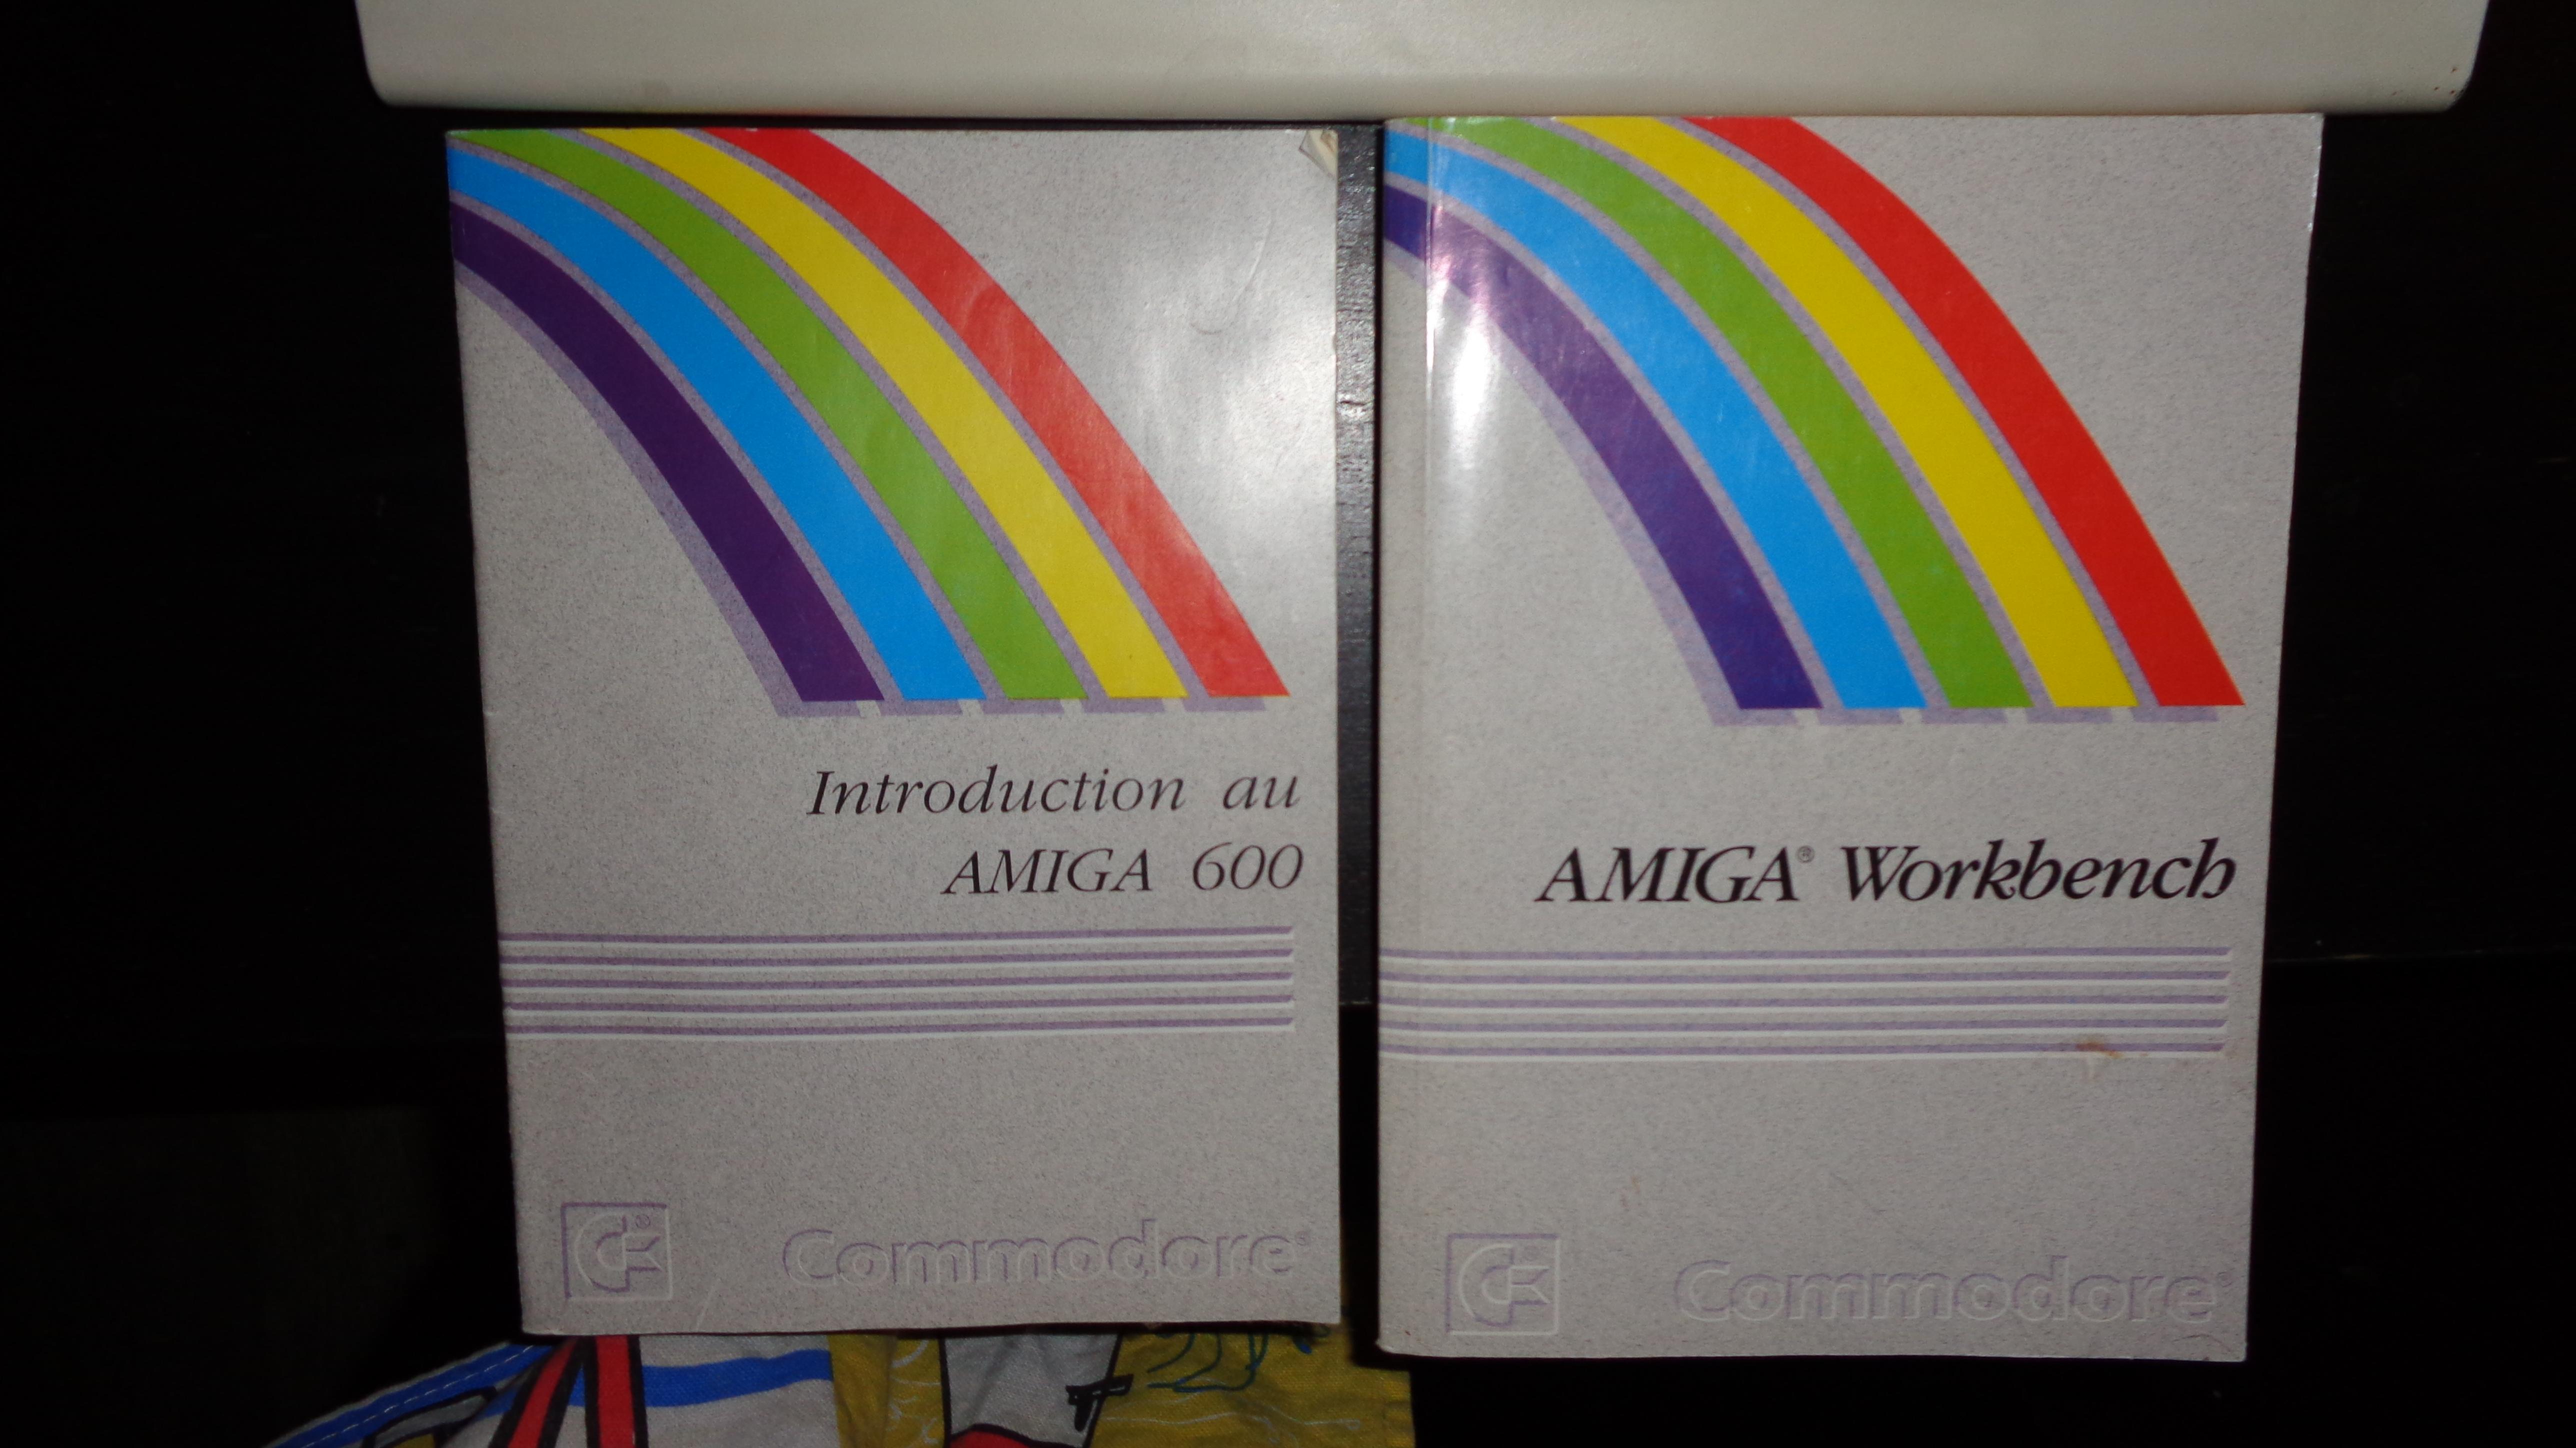 Introduction au
AMIGA 600
Commodore®
AMIGA® Workbench
Commodore®